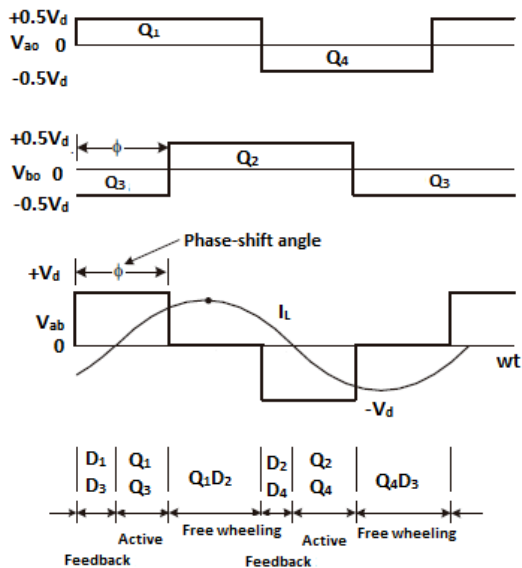 +0.5Vd
Q1
Vao 0
Q4
-0.5Vd
+0.5Vd
ϕ
Q2
Vbo 0
Q3
Q3
-0.5Vd
Phase-shift angle
+Vd
ϕ
IL
Vab
0
wt
-Vd
D1 Q1 Q1D2 D2 Q2 Q4D3
D3 Q3 D4 Q4
Free wheeling Free wheeling
Active Active
Feedback Feedback